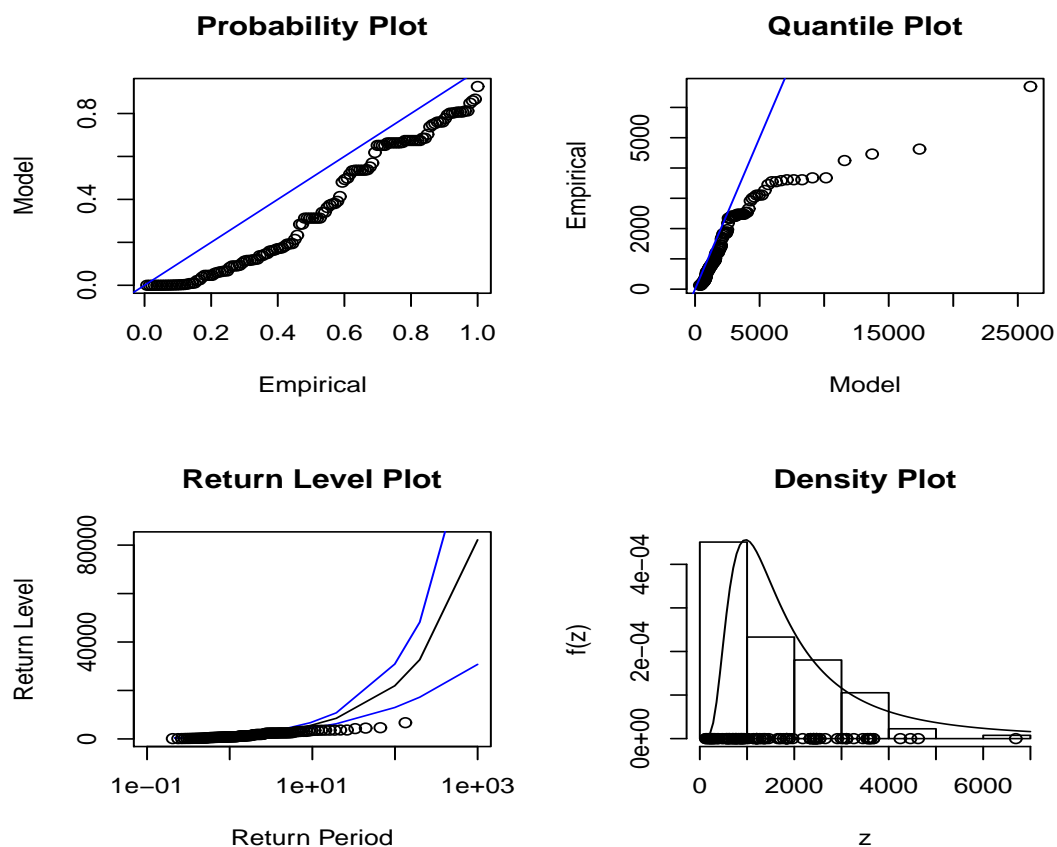 Probability Plot
Model
0.0 0.4 0.8
0.0 0.2 0.4 0.6 0.8 1.0
Empirical
Quantile Plot
Empirical
0 2000 5000
0 5000 15000 25000
Model
Return Level Plot
Return Level
0 40000 80000
1e−01 1e+01 1e+03
Return Period
Density Plot
f(z)
0e+00 2e−04 4e−04
0 2000 4000 6000
z